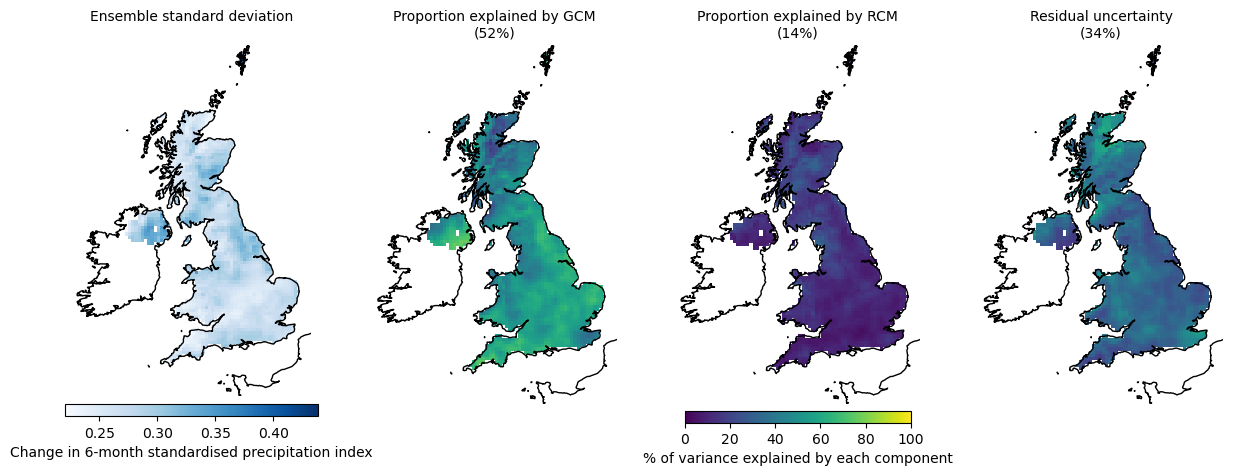 Ensemble standard deviation
Proportion explained by GCM
(52%)
Proportion explained by RCM
(14%)
Residual uncertainty
(34%)
0.25 0.30 0.35 0.40
Change in 6-month standardised precipitation index
0 20 40 60 80 100
% of variance explained by each component